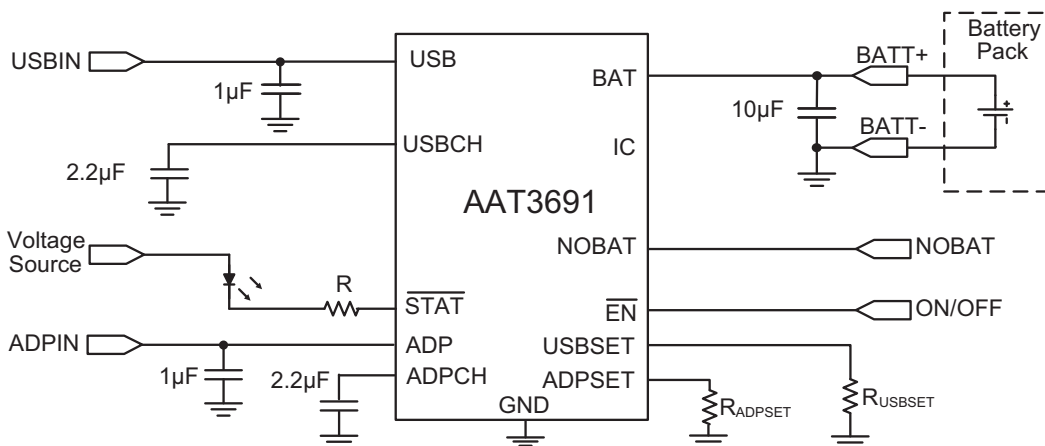 Battery
Pack
USBIN
USB
BATT+
BAT
1µF
10µF
BATT-
USBCH
IC
2.2µF
AAT3691
Voltage
Source
NOBAT
NOBAT
R
STAT
EN
ON/OFF
ADPIN
ADP
USBSET
1µF
2.2µF
ADPCH
ADPSET
GND
RADPSET
RUSBSET